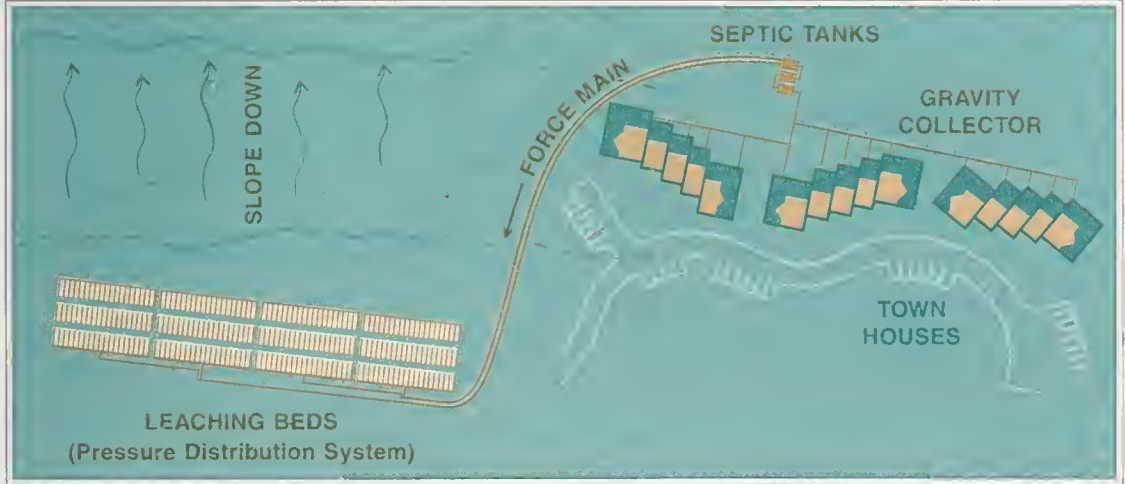 SEPTIC TANKS
FORCE MAIN
GRAVITY
COLLECTOR
SLOPE DOWN
TOWN
HOUSES
LEACHING BEDS
(Pressure Distribution System)